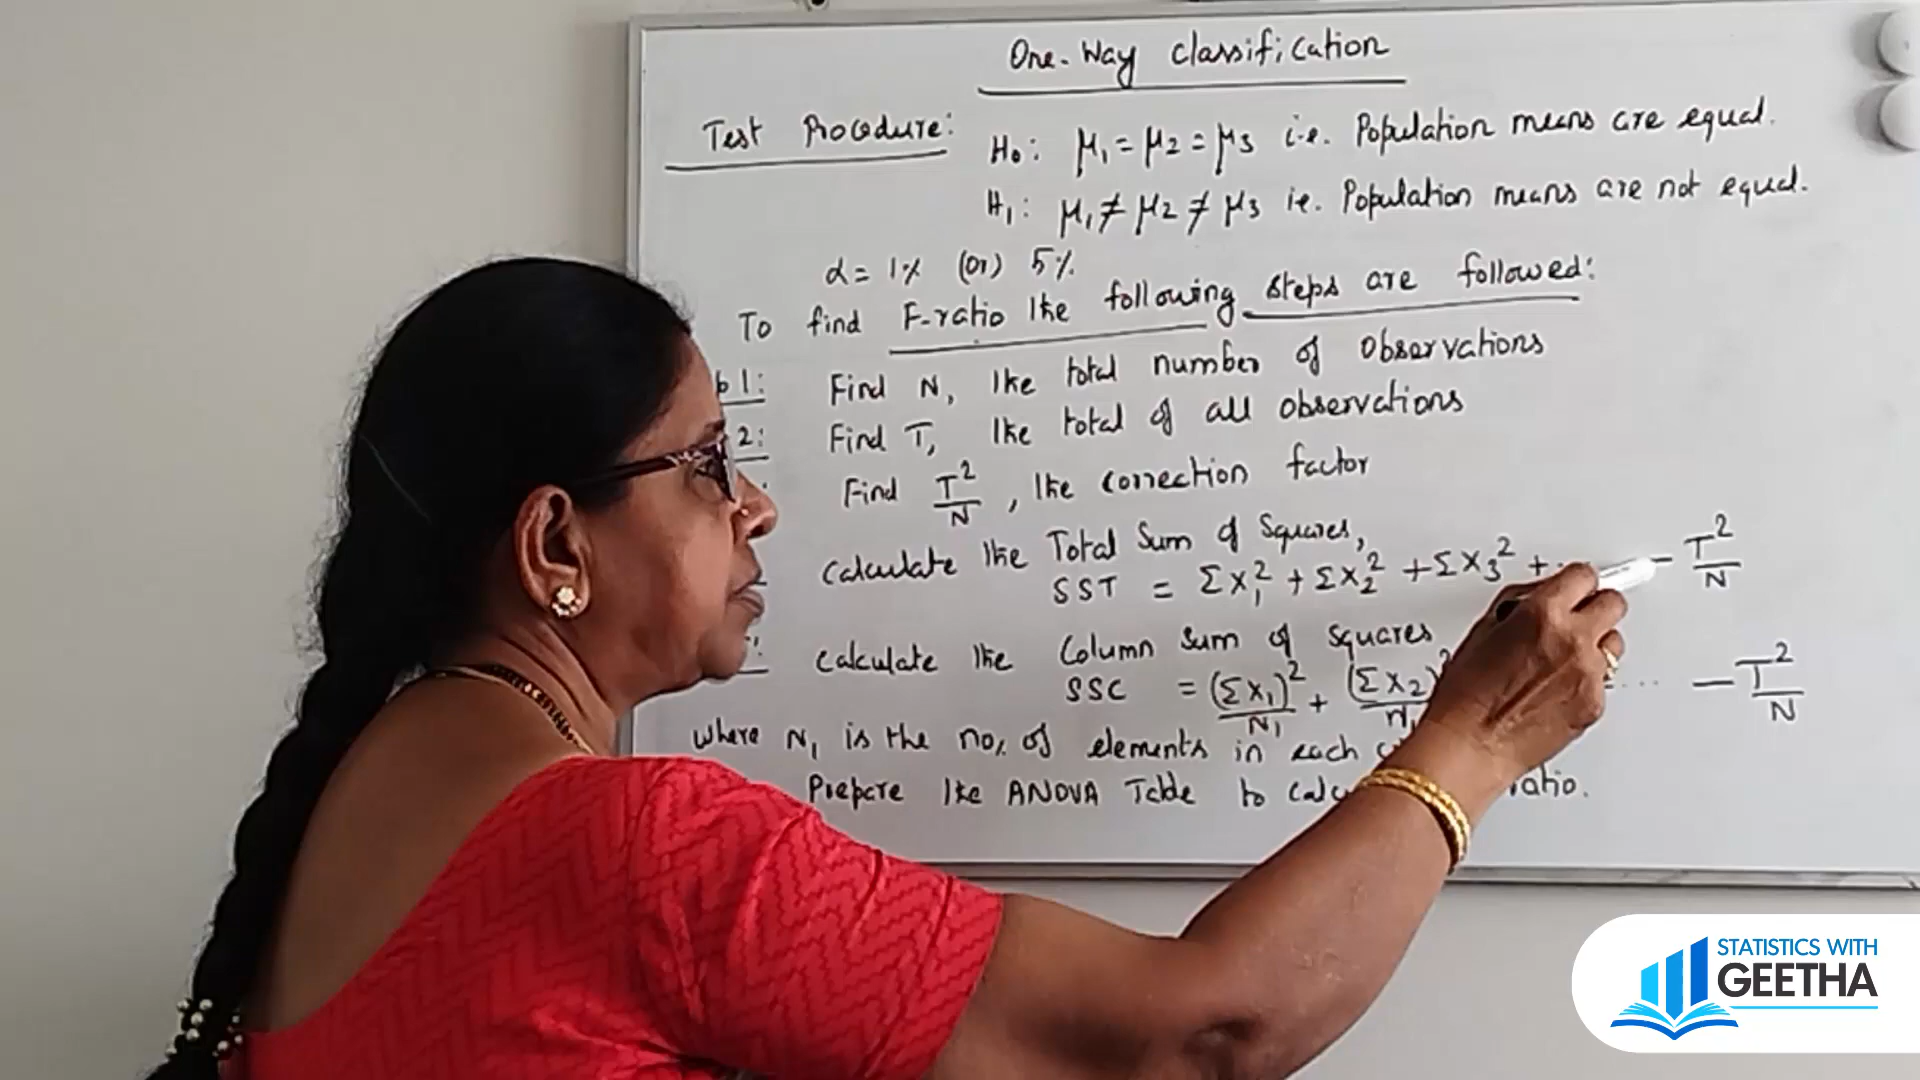 One-Way Classification
Test Procedure:
H₀: μ₁ = μ₂ = μ₃ i.e. Population means are equal.
H₁: μ₁ ≠ μ₂ ≠ μ₃ ie. Population means are not equal.
α = 1% (or) 5%
To find F-ratio the following steps are followed:
1: Find N, the total number of observations
2: Find T, the total of all observations
Find T²/N, the correction factor
Calculate the Total Sum of Squares,
SST = Σx₁² + Σx₂² + Σx₃² + — T²/N
Calculate the Column Sum of Squares
SSC = (Σx₁)²/N₁ + (Σx₂)²/N₁ .... — T²/N
where N₁ is the no. of elements in each
Prepare the ANOVA Table to
STATISTICS WITH
GEETHA